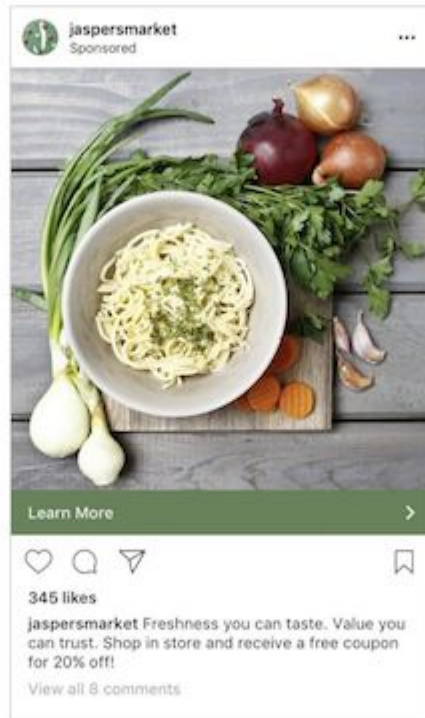 jaspersmarket
Sponsored
Learn More
345 likes
jaspersmarket Freshness you can taste. Value you
can trust. Shop in store and receive a free coupon
for 20% off!
View all 8 comments